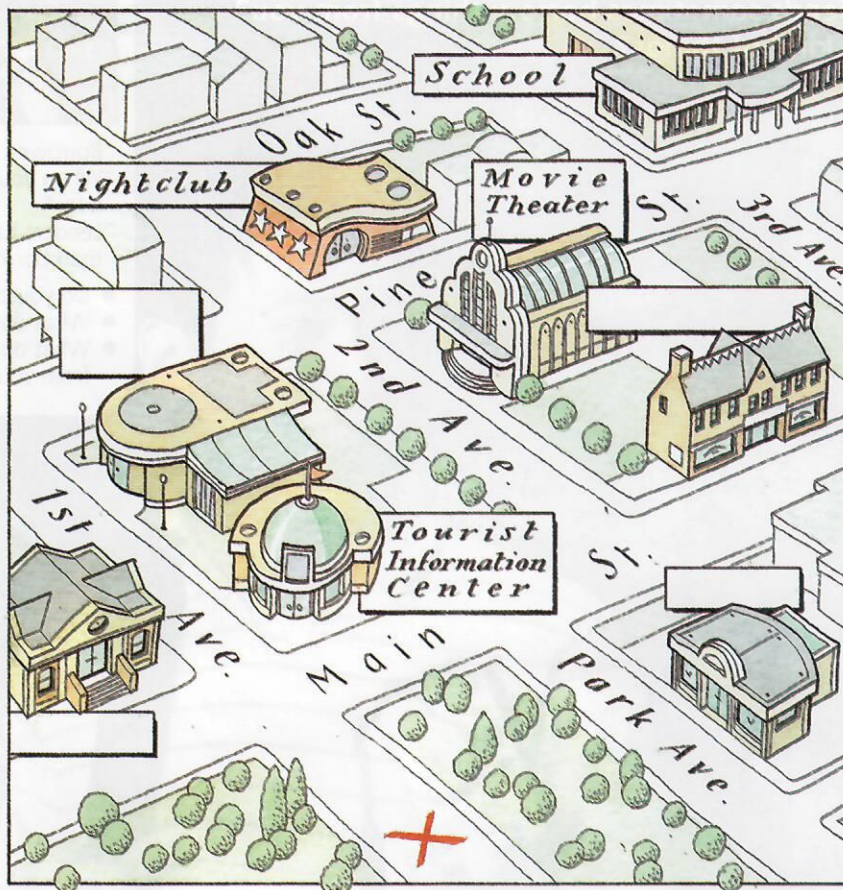 School
Oak St.
Nightclub
Movie
Theater
Pine St.
3rd Ave.
2nd Ave.
1st Ave.
Tourist
Information
Center
Main St.
Park Ave.